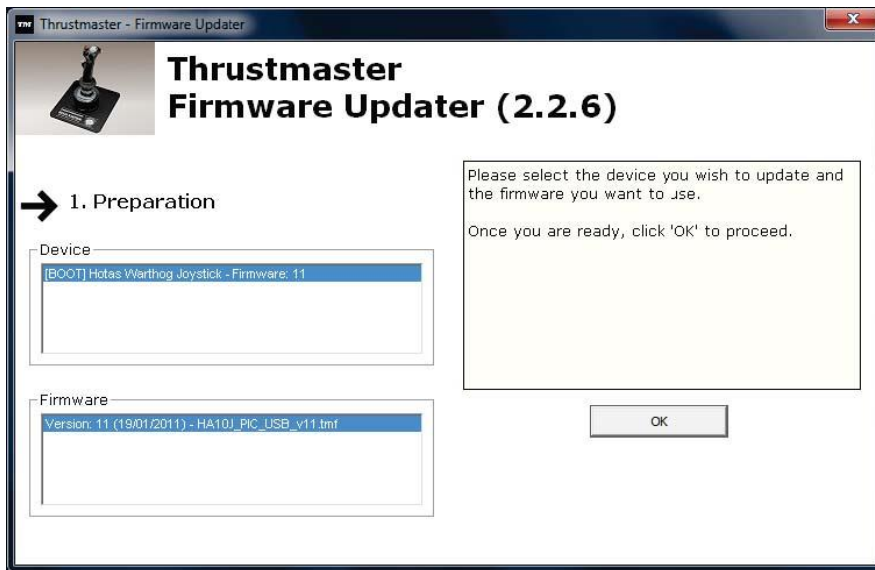 Thrustmaster - Firmware Updater
Thrustmaster
Firmware Updater (2.2.6)
1. Preparation
Device
[BOOT] Hotas Warthog Joystick - Firmware: 11
Firmware
Version: 11 (19/01/2011) - HA10J_PIC_USB_v11.tmf
Please select the device you wish to update and
the firmware you want to use.
Once you are ready, click 'OK' to proceed.
OK